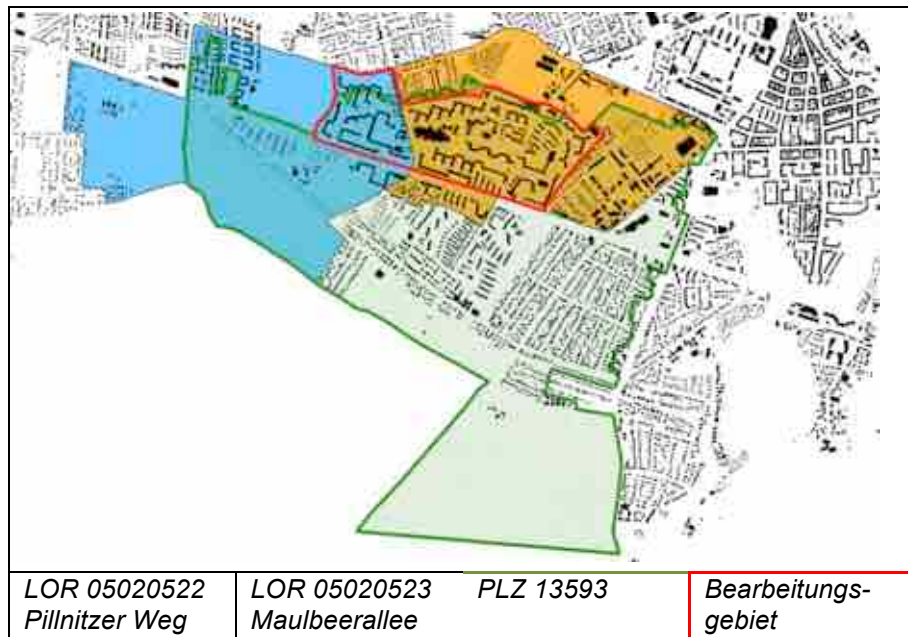 LOR 05020522
Pillnitzer Weg
LOR 05020523
Maulbeerallee
PLZ 13593
Bearbeitungs-
gebiet